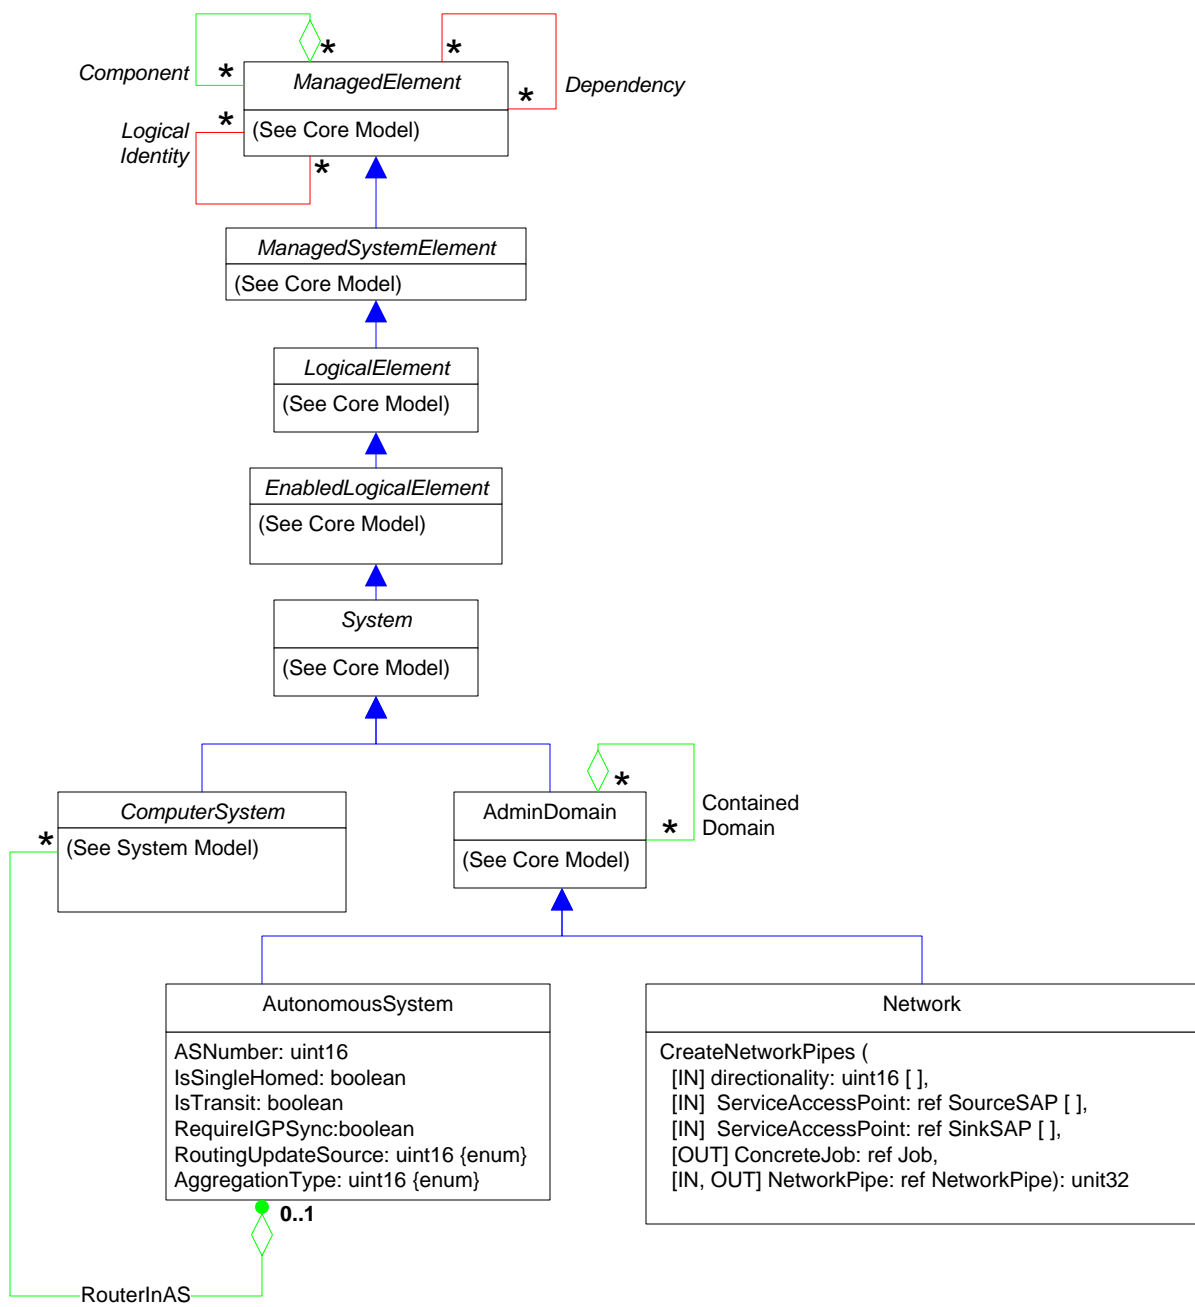 Component
*
*
ManagedElement
(See Core Model)
*
*
Dependency
Logical
Identity
*
*
ManagedSystemElement
(See Core Model)
LogicalElement
(See Core Model)
EnabledLogicalElement
(See Core Model)
System
(See Core Model)
ComputerSystem
(See System Model)
*
AdminDomain
(See Core Model)
*
*
Contained
Domain
AutonomousSystem
ASNumber: uint16
IsSingleHomed: boolean
IsTransit: boolean
RequireIGPSync:boolean
RoutingUpdateSource: uint16 {enum}
AggregationType: uint16 {enum}
0..1
RouterInAS
Network
CreateNetworkPipes (
[IN] directionality: uint16 [ ],
[IN]  ServiceAccessPoint: ref SourceSAP [ ],
[IN]  ServiceAccessPoint: ref SinkSAP [ ],
[OUT] ConcreteJob: ref Job,
[IN, OUT] NetworkPipe: ref NetworkPipe): unit32